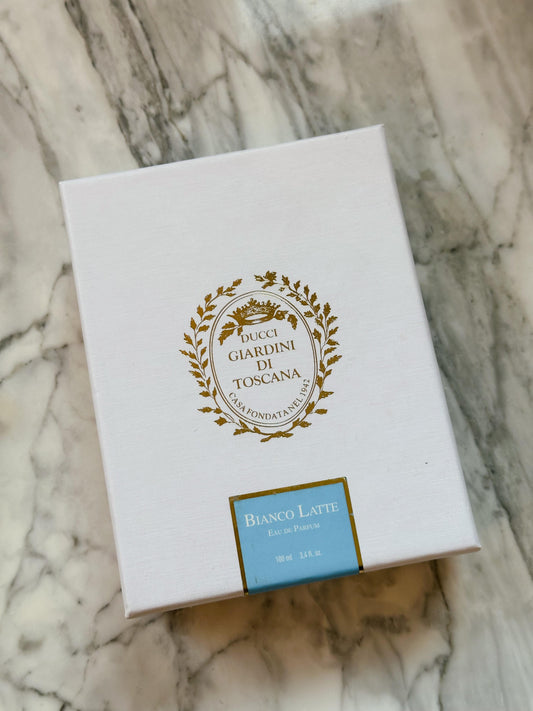 DUCCI
GIARDINI
DI
TOSCANA
CASA FONDATA NEL 1942
BIANCO LATTE
EAU DE PARFUM
100 ml 3,4 fl. oz.